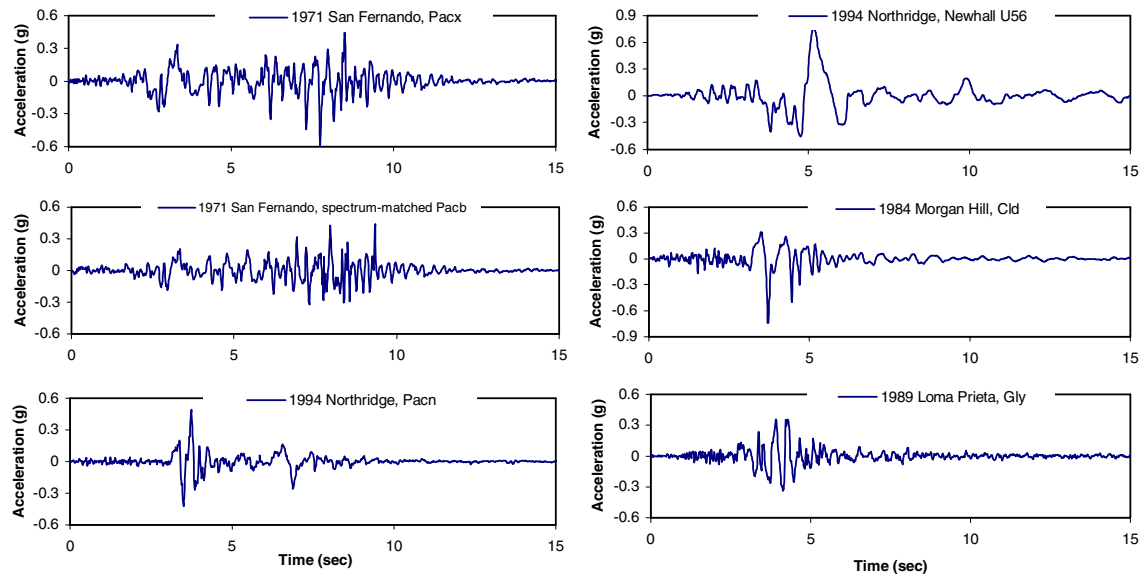 1971 San Fernando, Pacx
Acceleration (g)
0.6
0.3
0
-0.3
-0.6
0 5 10 15
1971 San Fernando, spectrum-matched Pacb
Acceleration (g)
0.6
0.3
0
-0.3
-0.6
0 5 10 15
1994 Northridge, Pacn
Acceleration (g)
0.6
0.3
0
-0.3
-0.6
0 5 10 15
Time (sec)
1994 Northridge, Newhall U56
Acceleration (g)
0.9
0.6
0.3
0
-0.3
-0.6
0 5 10 15
1984 Morgan Hill, Cld
Acceleration (g)
0.6
0.3
0
-0.3
-0.6
-0.9
0 5 10 15
1989 Loma Prieta, Gly
Acceleration (g)
0.6
0.3
0
-0.3
-0.6
0 5 10 15
Time (sec)